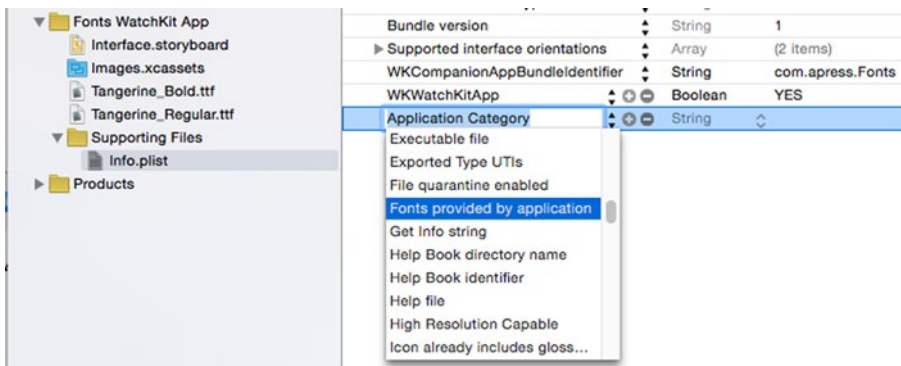 Fonts WatchKit App
Interface.storyboard
Images.xcassets
Tangerine_Bold.ttf
Tangerine_Regular.ttf
Supporting Files
Info.plist
Products
Bundle version String 1
Supported interface orientations Array (2 items)
WKCompanionAppBundleIdentifier String com.apress.Fonts
WKWatchKitApp Boolean YES
Application Category String
Executable file
Exported Type UTIs
File quarantine enabled
Fonts provided by application
Get Info string
Help Book directory name
Help Book identifier
Help file
High Resolution Capable
Icon already includes gloss...